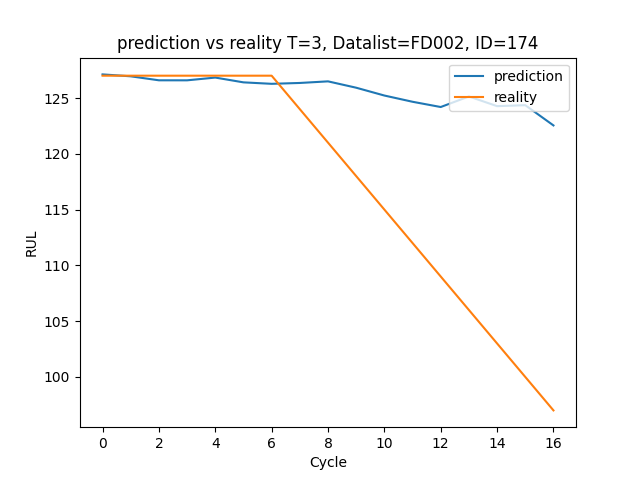 prediction vs reality T=3, Datalist=FD002, ID=174
prediction
reality
RUL
125
120
115
110
105
100
0 2 4 6 8 10 12 14 16
Cycle